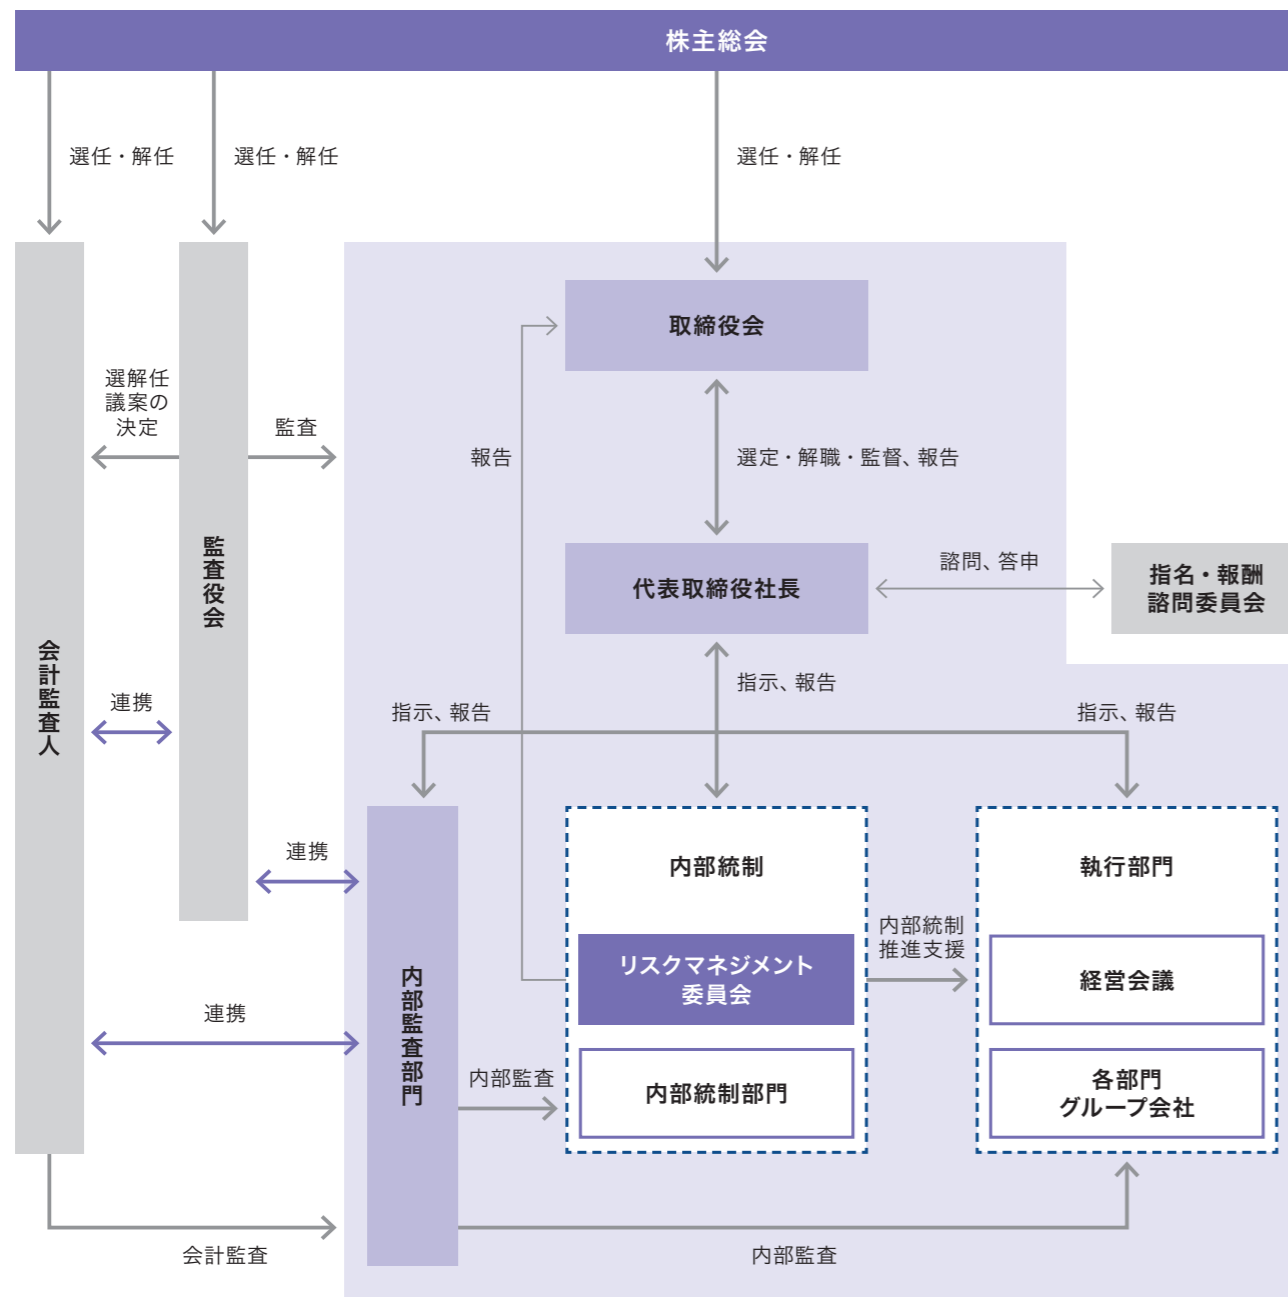 株主総会
選任・解任
選任・解任
選任・解任
取締役会
選解任
議案の
決定
監査
報告
選定・解職・監督、報告
監査役会
代表取締役社長
諮問、答申
指名・報酬
諮問委員会
会計監査人
連携
指示、報告
指示、報告
指示、報告
連携
内部統制
執行部門
内部統制
推進支援
リスクマネジメント
委員会
経営会議
内部監査部門
連携
内部監査
内部統制部門
各部門
グループ会社
会計監査
内部監査